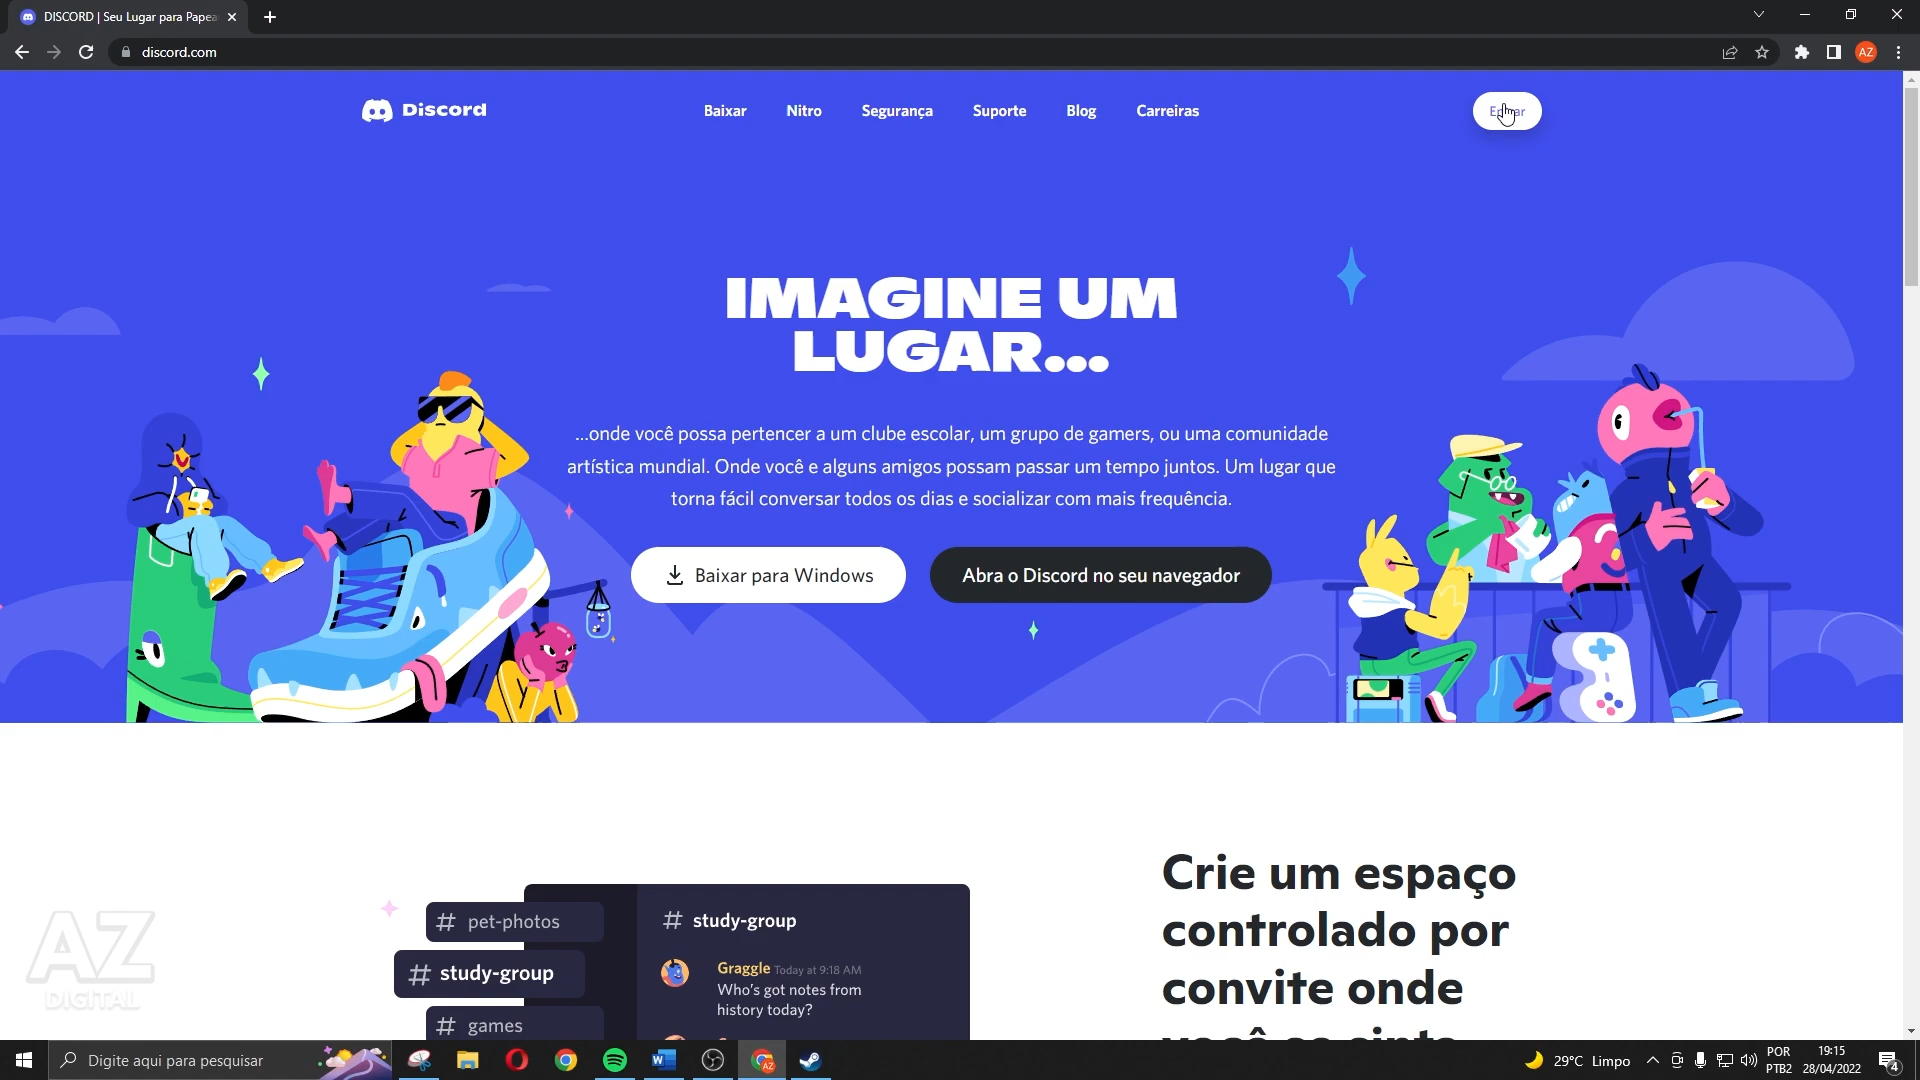 DISCORD | Seu Lugar para Papea
discord.com
AZ
Discord
Baixar
Nitro
Segurança
Suporte
Blog
Carreiras
IMAGINE UM
LUGAR...
...onde você possa pertencer a um clube escolar, um grupo de gamers, ou uma comunidade
artística mundial. Onde você e alguns amigos possam passar um tempo juntos. Um lugar que
torna fácil conversar todos os dias e socializar com mais frequência.
Baixar para Windows
Abra o Discord no seu navegador
# pet-photos
# study-group
# games
# study-group
Graggle Today at 9:18 AM
Who's got notes from
history today?
Crie um espaço
controlado por
convite onde
AZ
DIGITAL
Digite aqui para pesquisar
29°C Limpo
POR
PTB2
19:15
28/04/2022
4